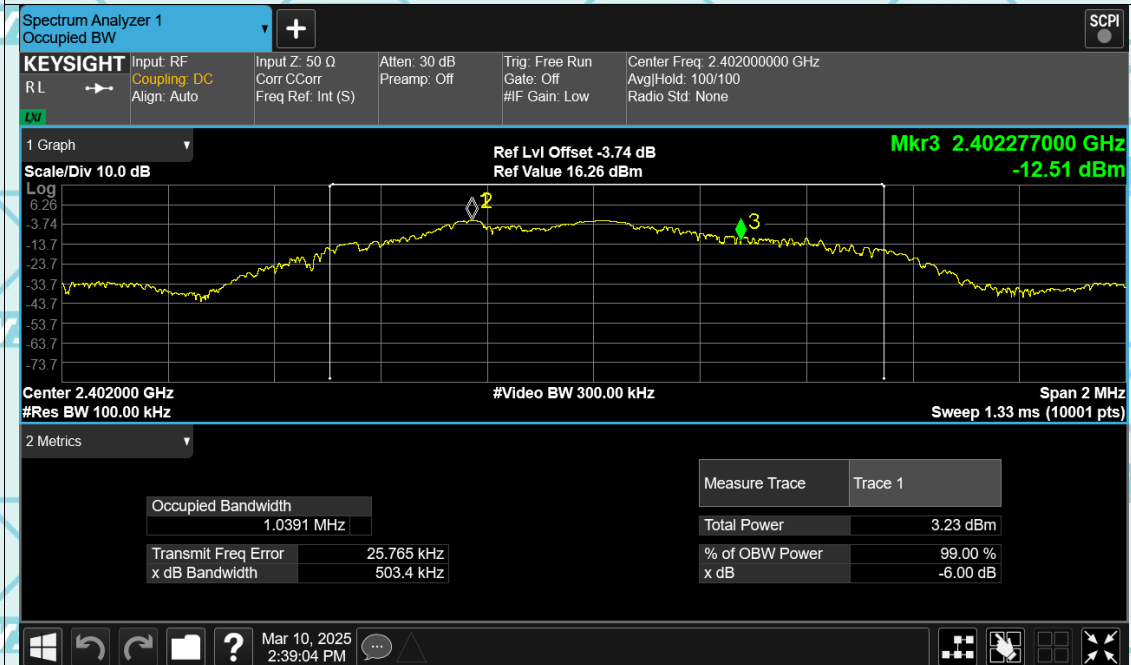 Spectrum Analyzer 1
Occupied BW
+
SCPI
KEYSIGHT
R L
LXI
Input: RF
Coupling: DC
Align: Auto
Input Z: 50 Ω
Corr CCorr
Freq Ref: Int (S)
Atten: 30 dB
Preamp: Off
Trig: Free Run
Gate: Off
#IF Gain: Low
Center Freq: 2.402000000 GHz
Avg|Hold: 100/100
Radio Std: None
1 Graph
Scale/Div 10.0 dB
Ref Lvl Offset -3.74 dB
Ref Value 16.26 dBm
Mkr3 2.402277000 GHz
-12.51 dBm
Log
6.26
-3.74
-13.7
-23.7
-33.7
-43.7
-53.7
-63.7
-73.7
2
3
Center 2.402000 GHz
#Video BW 300.00 kHz
Span 2 MHz
#Res BW 100.00 kHz
Sweep 1.33 ms (10001 pts)
2 Metrics
Occupied Bandwidth
1.0391 MHz
Transmit Freq Error 25.765 kHz
x dB Bandwidth 503.4 kHz
Measure Trace Trace 1
Total Power 3.23 dBm
% of OBW Power 99.00 %
x dB -6.00 dB
?
Mar 10, 2025
2:39:04 PM